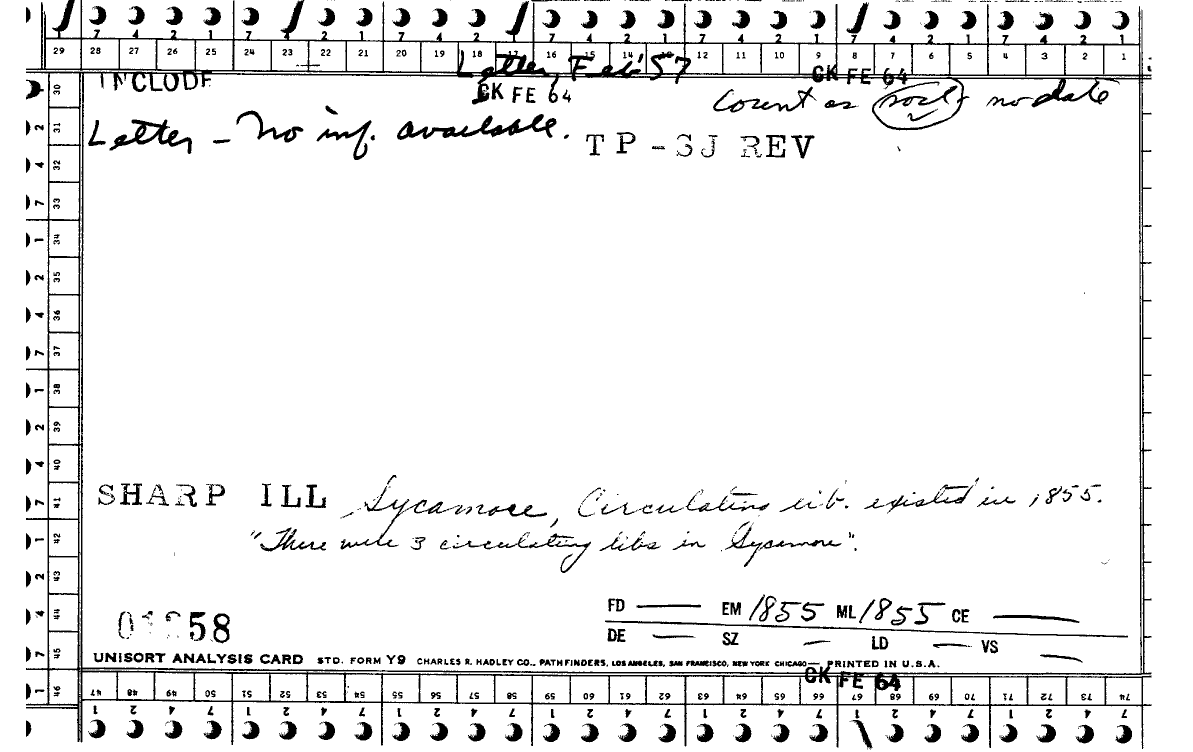 7 4 2 1 7 4 2 1 7 4 2 1 7 4 2 1 7 4 2 1 7 4 2 1 7 4 2 1
29 28 27 26 25 24 23 22 21 20 19 18 17 16 15 14 13 12 11 10 9 8 7 6 5 4 3 2 1
Letter, Feb '57
CK FE 64
INCLUDE
CK FE 64
Count as no date
Letter – No inf. available.
TP-SJ REV
30
2 31
4 32
7 33
1 34
2 35
4 36
7 37
1 38
2 39
4 40
7 41
1 42
2 43
4 44
7 45
1 46
SHARP ILL Sycamore, Circulating lib. existed in 1855.
"There were 3 circulating libs in Sycamore".
FD — EM 1855 ML 1855 CE —
DE — SZ — LD — VS —
58
UNISORT ANALYSIS CARD STD. FORM Y9 CHARLES R. HADLEY CO., PATHFINDERS, LOS ANGELES, SAN FRANCISCO, NEW YORK CHICAGO — PRINTED IN U.S.A.
CK FE 64
47 48 49 50 51 52 53 54 55 56 57 58 59 60 61 62 63 64 65 66 67 68 69 70 71 72 73 74
1 2 4 7 1 2 4 7 1 2 4 7 1 2 4 7 1 2 4 7 1 2 4 7 1 2 4 7